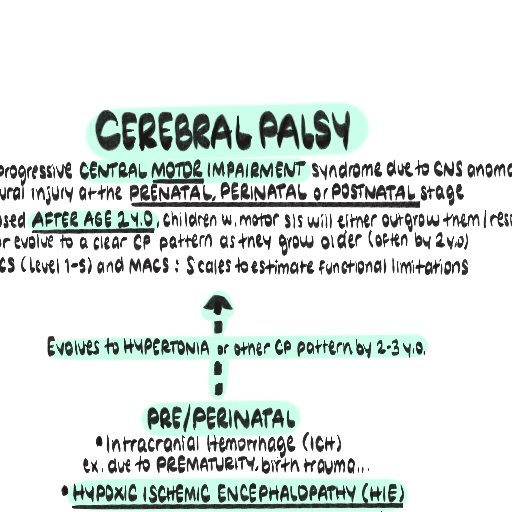 CEREBRAL PALSY
progressive CENTRAL MOTOR IMPAIRMENT syndrome due to CNS anoma
ural injury at the PRENATAL, PERINATAL or POSTNATAL stage
osed AFTER AGE 2 y.o, children w. motor sis will either outgrow them / res
or evolve to a clear CP pattern as they grow older (often by 2 y.o)
CS (Level 1-5) and MACS : Scales to estimate functional limitations
Evolves to HYPERTONIA or other CP pattern by 2-3 y.o.
PRE/PERINATAL
• Intracranial Hemorrhage (ICH)
ex. due to PREMATURITY, birth trauma...
• HYPOXIC ISCHEMIC ENCEPHALOPATHY (HIE)